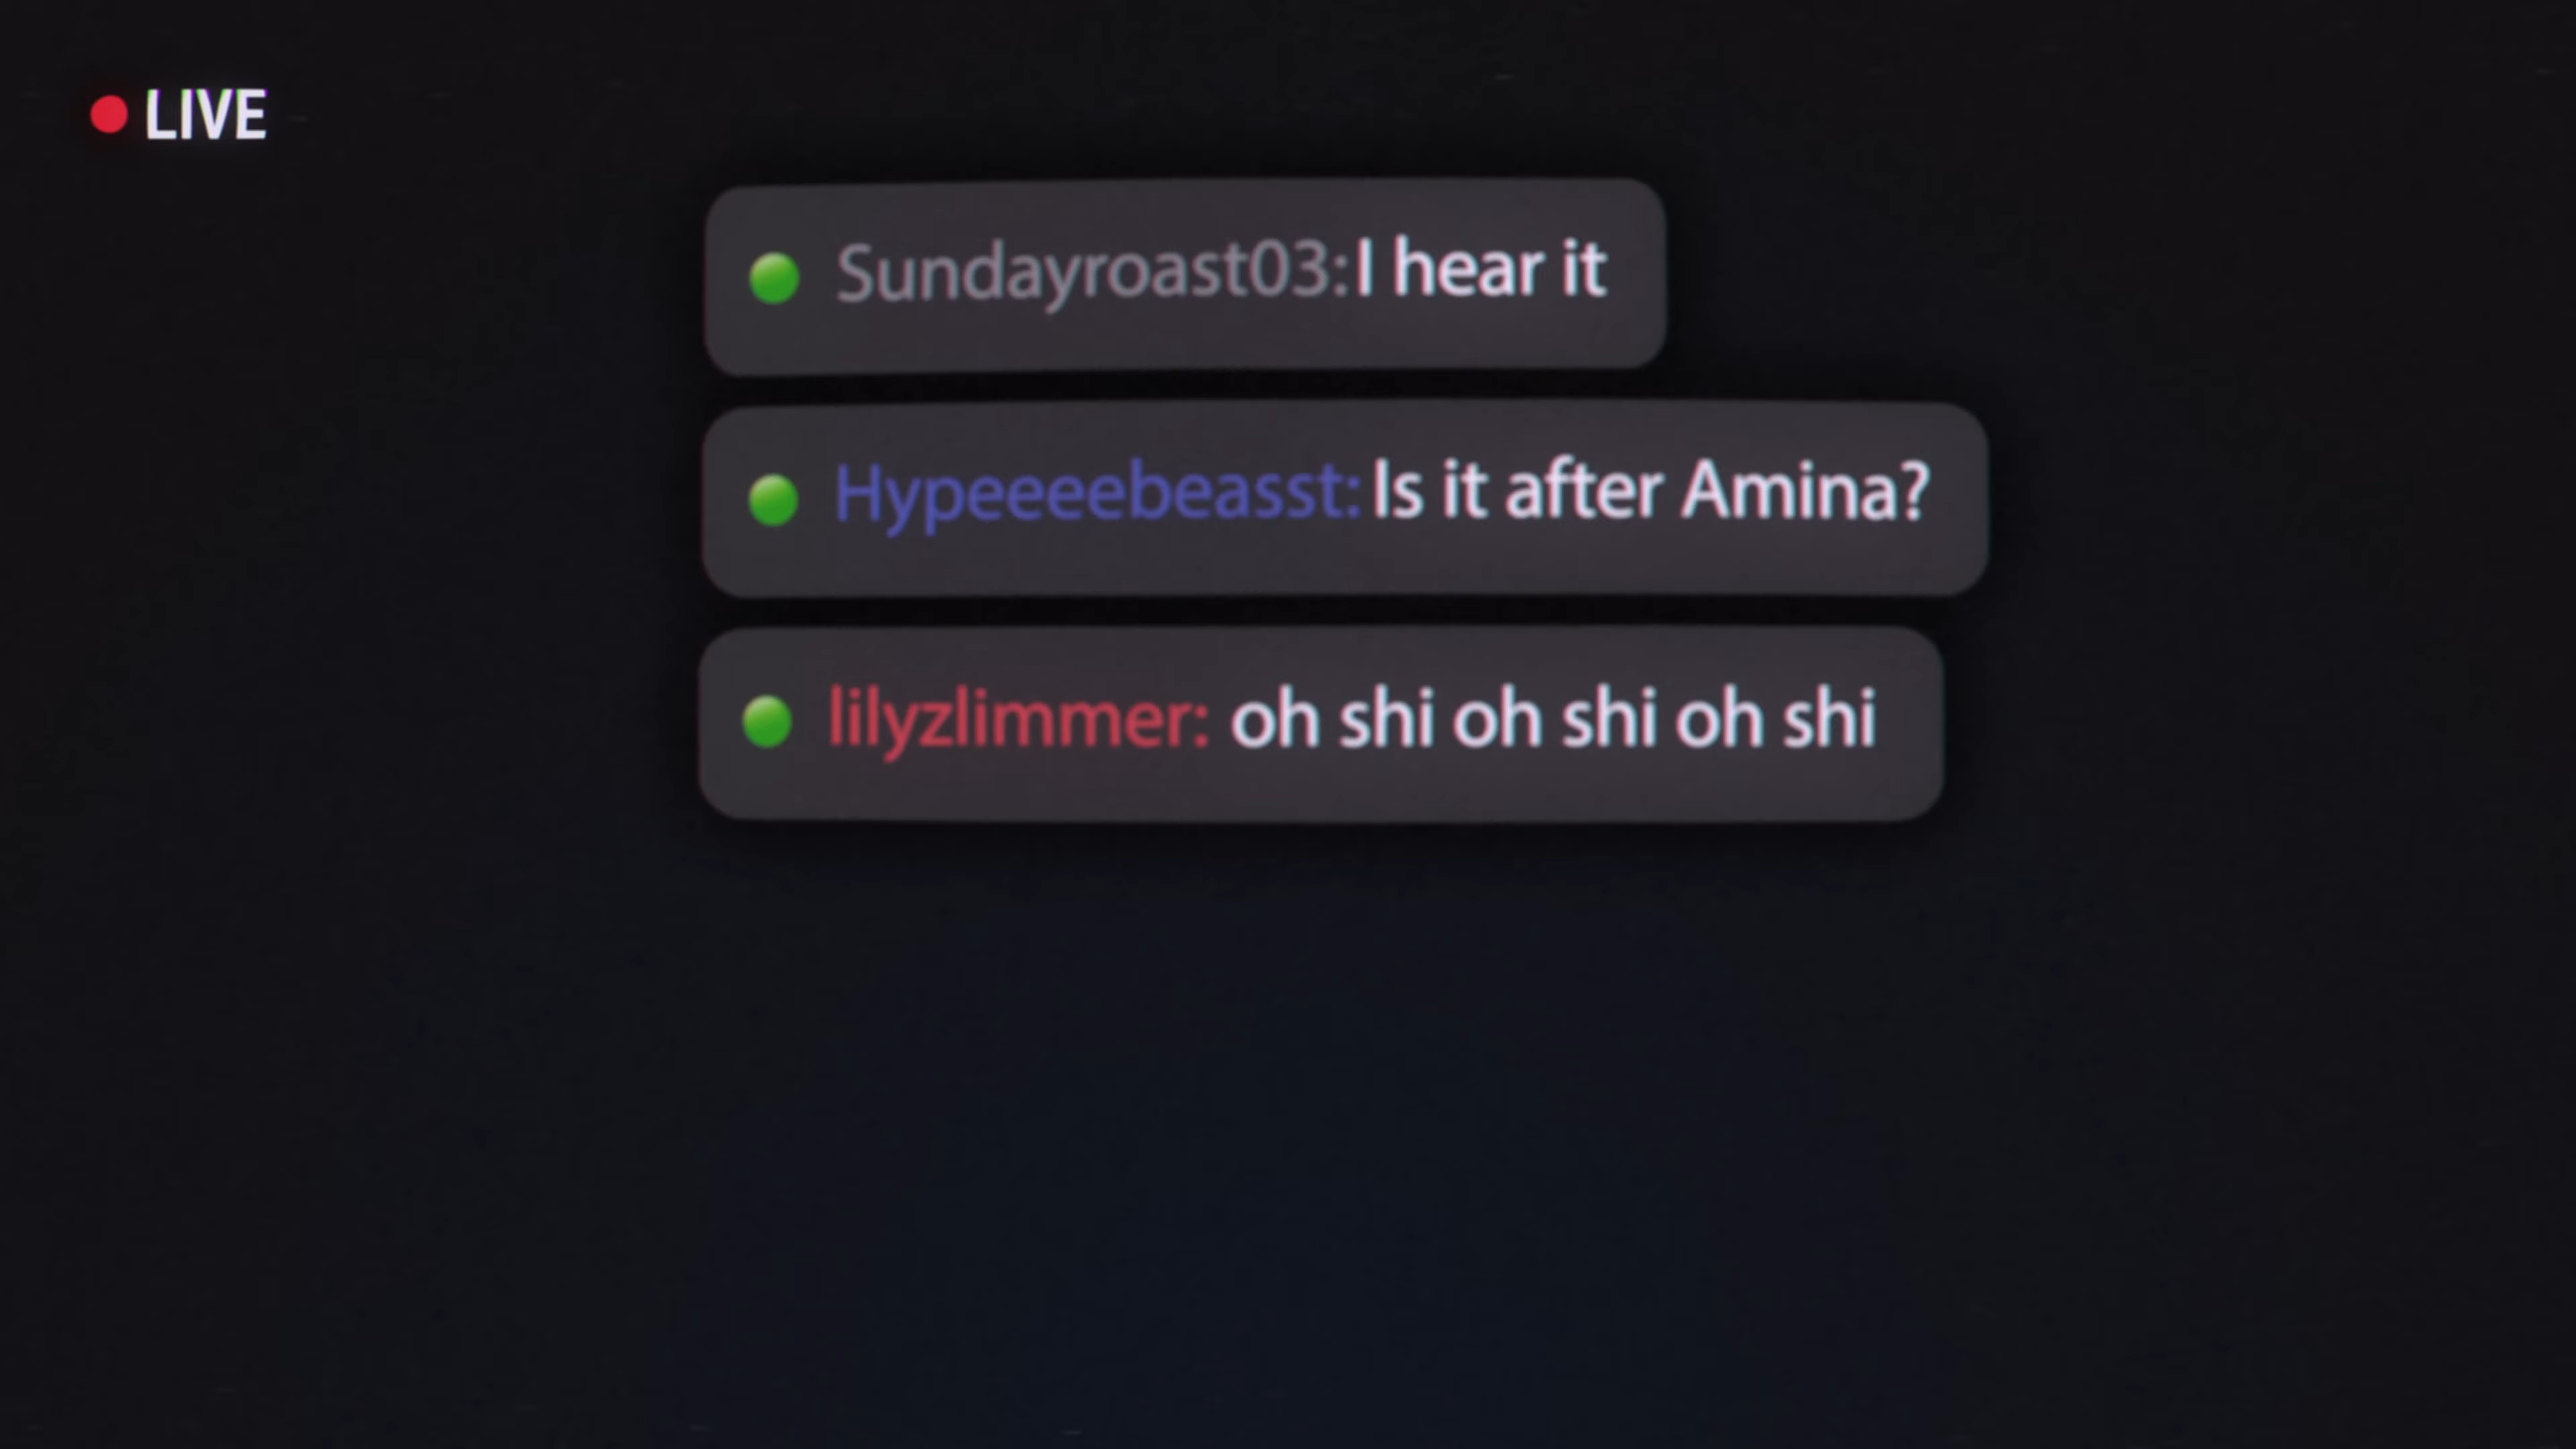 LIVE
Sundayroast03: I hear it
Hypeeeebeasst: Is it after Amina?
lilyzlimmer: oh shi oh shi oh shi